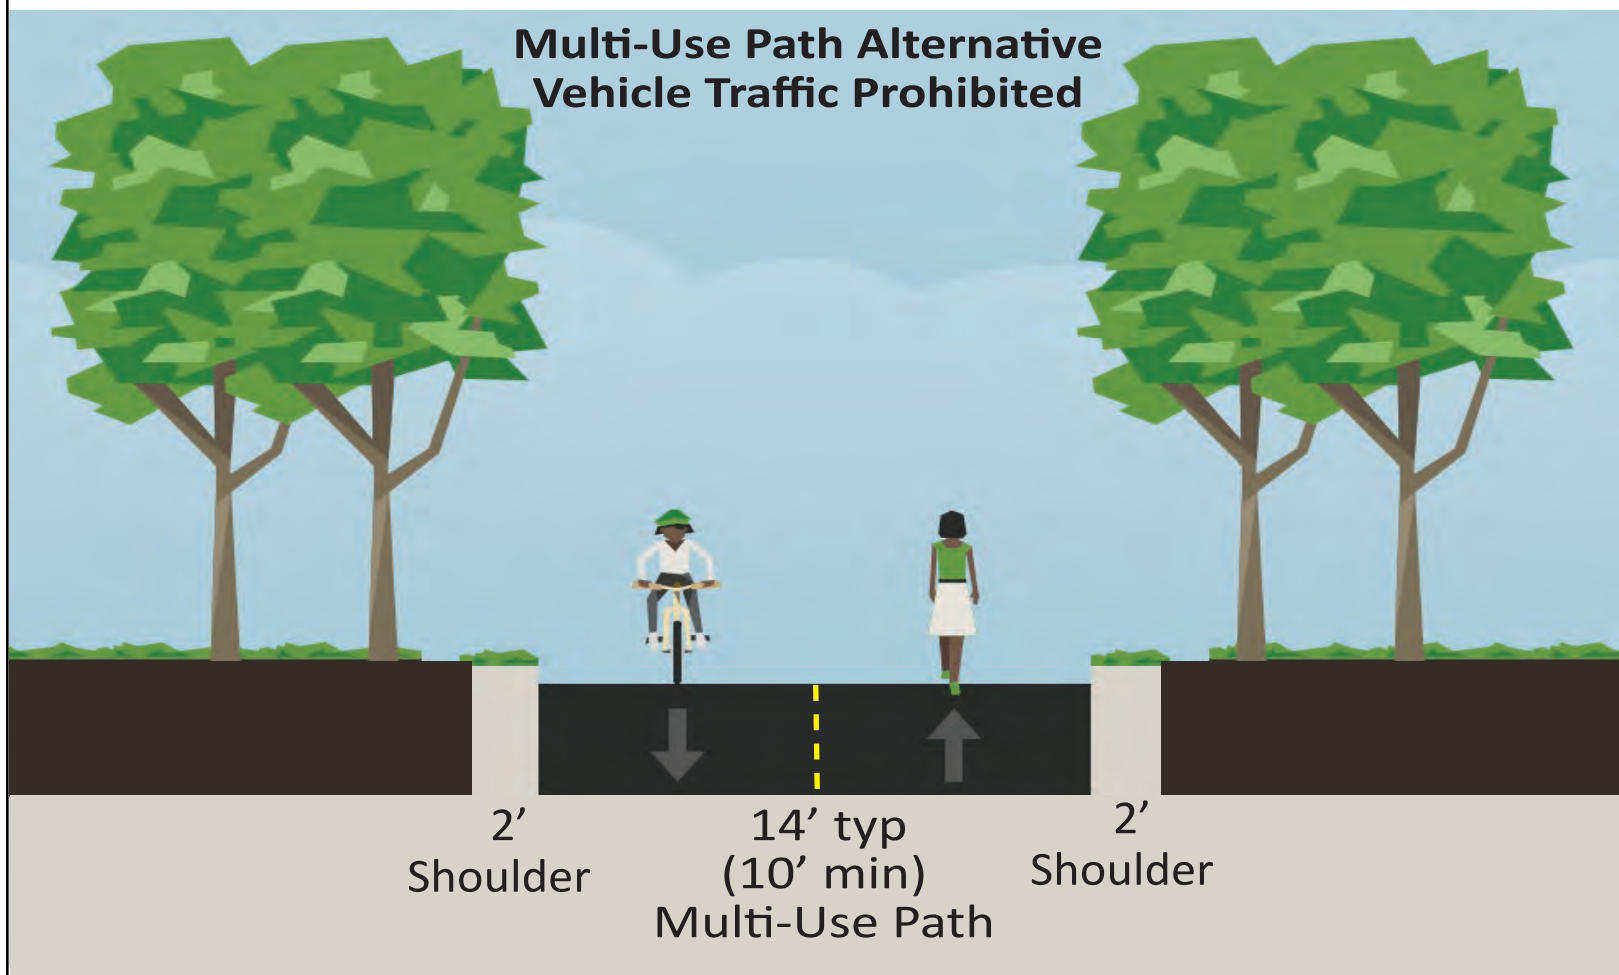 Multi-Use Path Alternative
Vehicle Traffic Prohibited
2’
Shoulder
14’ typ
(10’ min)
Multi-Use Path
2’
Shoulder